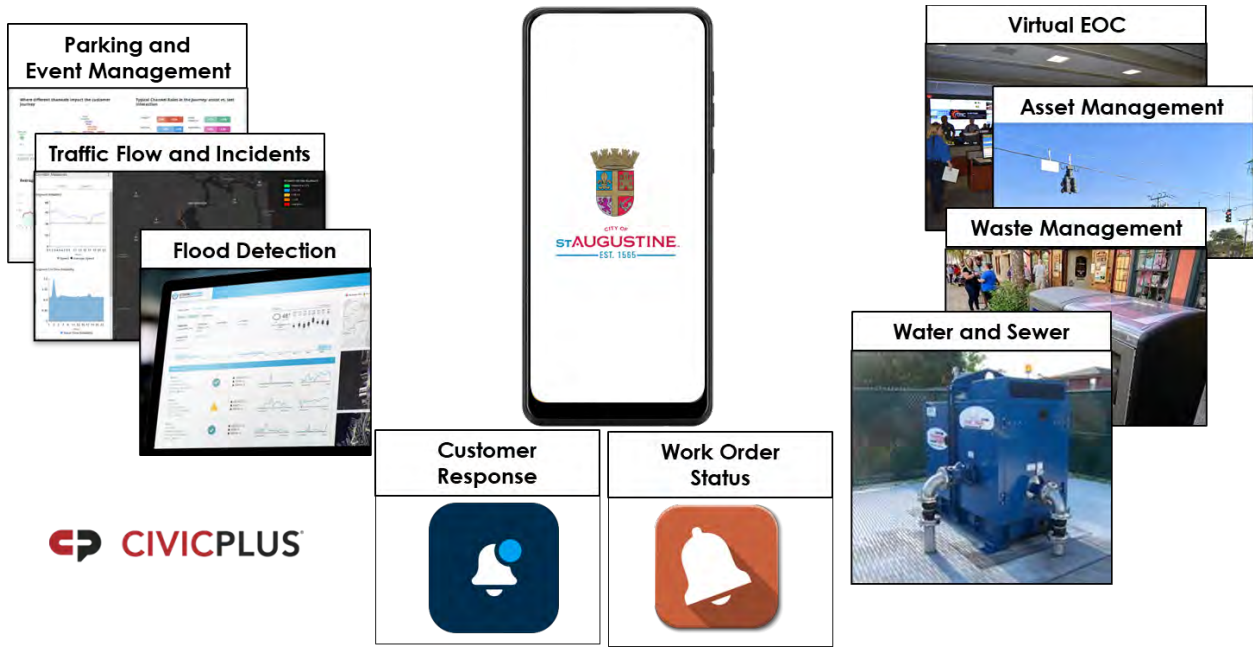 Parking and
Event Management
Traffic Flow and Incidents
Flood Detection
CITY OF
ST AUGUSTINE
EST. 1565
Virtual EOC
Asset Management
Waste Management
Water and Sewer
Customer
Response
Work Order
Status
CIVICPLUS